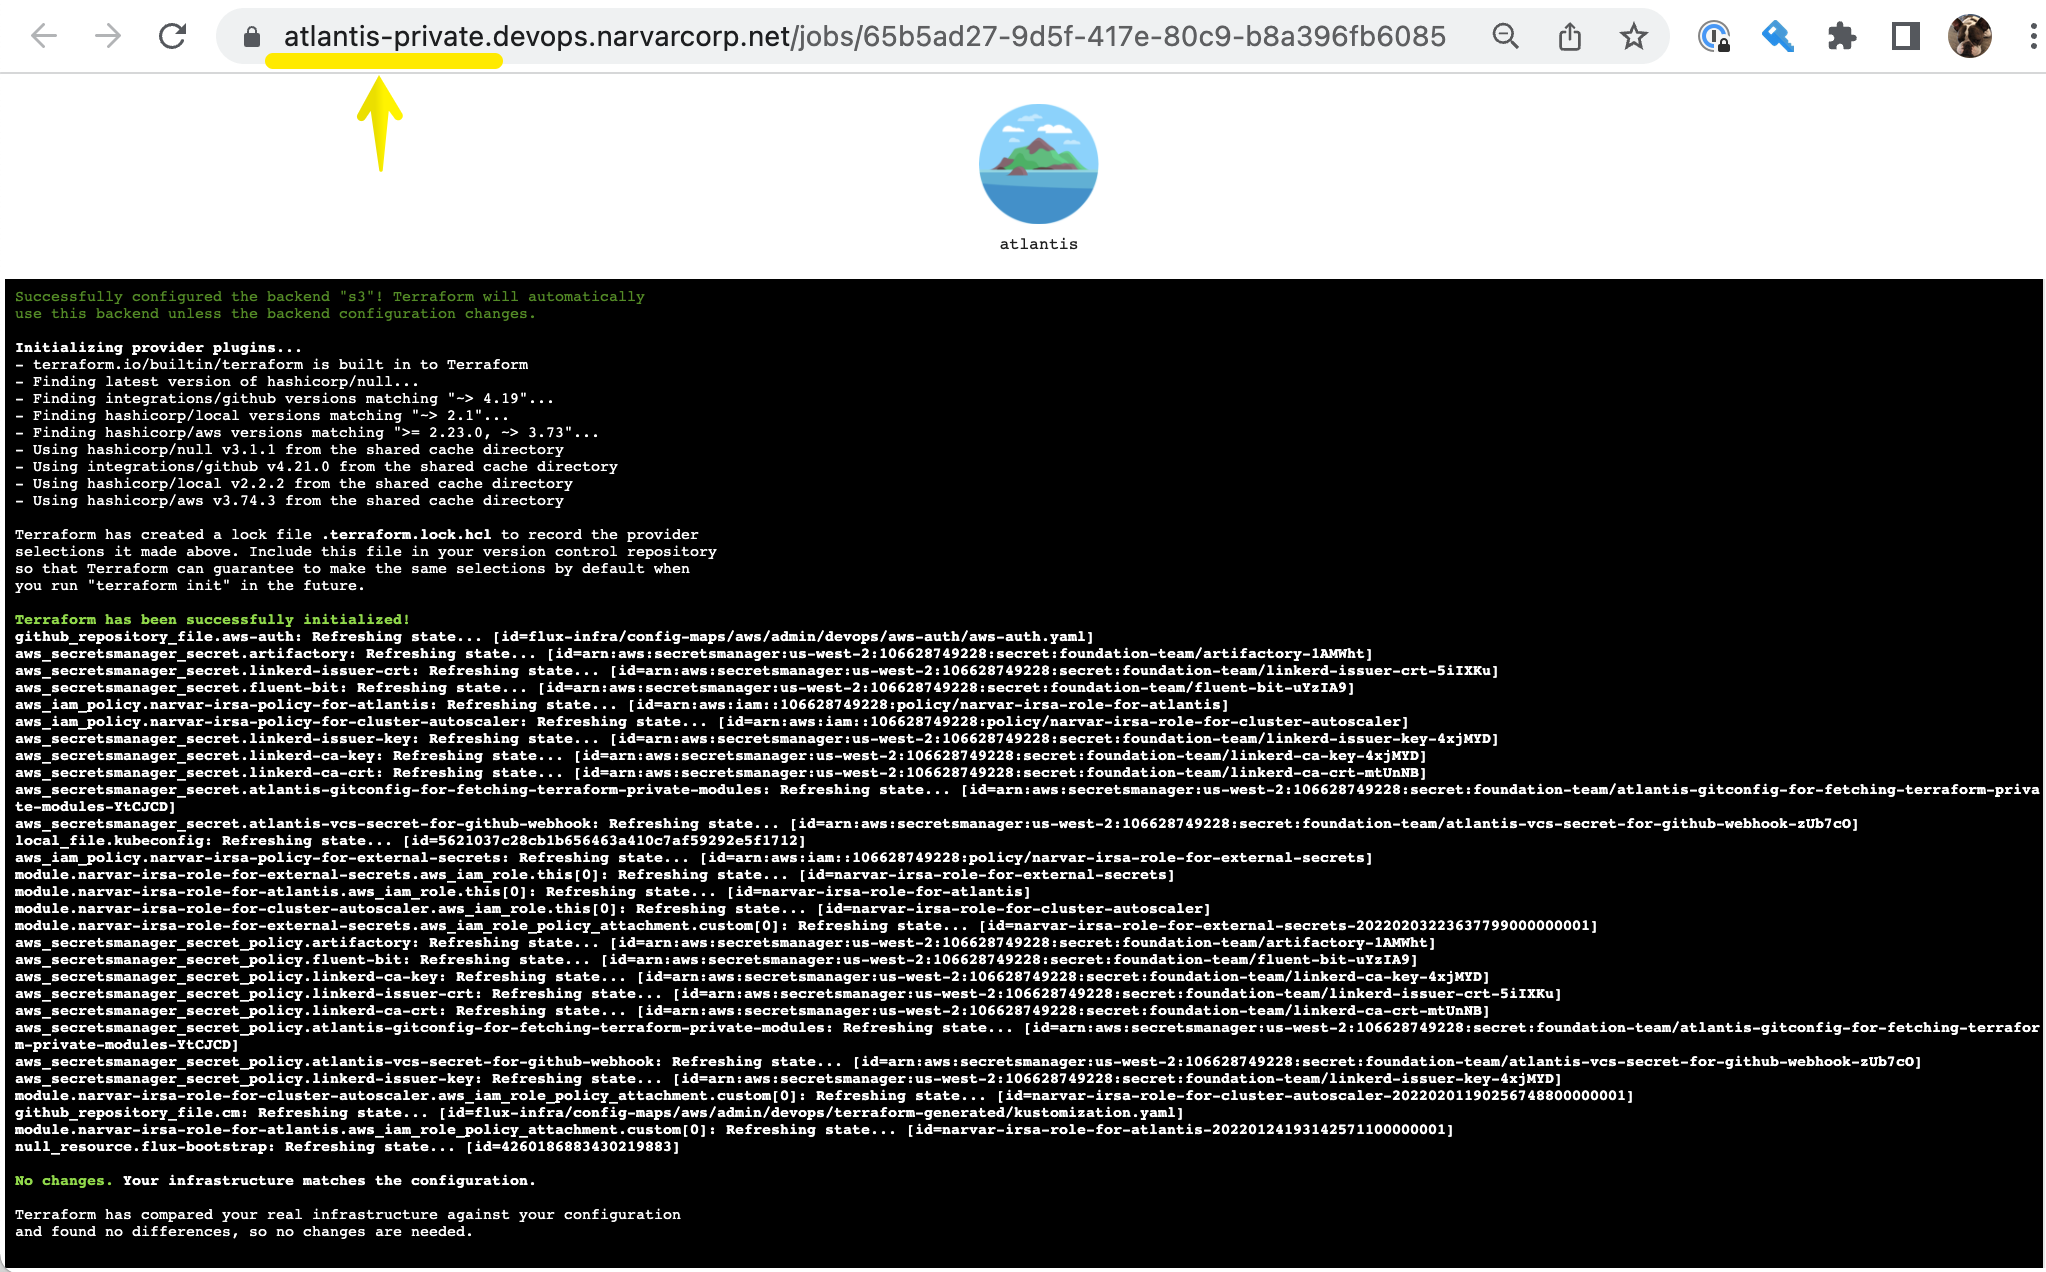 atlantis-private.devops.narvarcorp.net/jobs/65b5ad27-9d5f-417e-80c9-b8a396fb6085
atlantis
Successfully configured the backend "s3"! Terraform will automatically
use this backend unless the backend configuration changes.
Initializing provider plugins...
- terraform.io/builtin/terraform is built in to Terraform
- Finding latest version of hashicorp/null...
- Finding integrations/github versions matching "~> 4.19"...
- Finding hashicorp/local versions matching "~> 2.1"...
- Finding hashicorp/aws versions matching ">= 2.23.0, ~> 3.73"...
- Using hashicorp/null v3.1.1 from the shared cache directory
- Using integrations/github v4.21.0 from the shared cache directory
- Using hashicorp/local v2.2.2 from the shared cache directory
- Using hashicorp/aws v3.74.3 from the shared cache directory
Terraform has created a lock file .terraform.lock.hcl to record the provider
selections it made above. Include this file in your version control repository
so that Terraform can guarantee to make the same selections by default when
you run "terraform init" in the future.
Terraform has been successfully initialized!
github_repository_file.aws-auth: Refreshing state... [id=flux-infra/config-maps/aws/admin/devops/aws-auth/aws-auth.yaml]
aws_secretsmanager_secret.artifactory: Refreshing state... [id=arn:aws:secretsmanager:us-west-2:106628749228:secret:foundation-team/artifactory-1AMWht]
aws_secretsmanager_secret.linkerd-issuer-crt: Refreshing state... [id=arn:aws:secretsmanager:us-west-2:106628749228:secret:foundation-team/linkerd-issuer-crt-5iIXKu]
aws_secretsmanager_secret.fluent-bit: Refreshing state... [id=arn:aws:secretsmanager:us-west-2:106628749228:secret:foundation-team/fluent-bit-uYzIA9]
aws_iam_policy.narvar-irsa-policy-for-atlantis: Refreshing state... [id=arn:aws:iam::106628749228:policy/narvar-irsa-role-for-atlantis]
aws_iam_policy.narvar-irsa-policy-for-cluster-autoscaler: Refreshing state... [id=arn:aws:iam::106628749228:policy/narvar-irsa-role-for-cluster-autoscaler]
aws_secretsmanager_secret.linkerd-issuer-key: Refreshing state... [id=arn:aws:secretsmanager:us-west-2:106628749228:secret:foundation-team/linkerd-issuer-key-4xjMYD]
aws_secretsmanager_secret.linkerd-ca-key: Refreshing state... [id=arn:aws:secretsmanager:us-west-2:106628749228:secret:foundation-team/linkerd-ca-key-4xjMYD]
aws_secretsmanager_secret.linkerd-ca-crt: Refreshing state... [id=arn:aws:secretsmanager:us-west-2:106628749228:secret:foundation-team/linkerd-ca-crt-mtUnNB]
aws_secretsmanager_secret.atlantis-gitconfig-for-fetching-terraform-private-modules: Refreshing state... [id=arn:aws:secretsmanager:us-west-2:106628749228:secret:foundation-team/atlantis-gitconfig-for-fetching-terraform-priva
te-modules-YtCJCD]
aws_secretsmanager_secret.atlantis-vcs-secret-for-github-webhook: Refreshing state... [id=arn:aws:secretsmanager:us-west-2:106628749228:secret:foundation-team/atlantis-vcs-secret-for-github-webhook-zUb7cO]
local_file.kubeconfig: Refreshing state... [id=5621037c28cb1b656463a410c7af59292e5f1712]
aws_iam_policy.narvar-irsa-policy-for-external-secrets: Refreshing state... [id=arn:aws:iam::106628749228:policy/narvar-irsa-role-for-external-secrets]
module.narvar-irsa-role-for-external-secrets.aws_iam_role.this[0]: Refreshing state... [id=narvar-irsa-role-for-external-secrets]
module.narvar-irsa-role-for-atlantis.aws_iam_role.this[0]: Refreshing state... [id=narvar-irsa-role-for-atlantis]
module.narvar-irsa-role-for-cluster-autoscaler.aws_iam_role.this[0]: Refreshing state... [id=narvar-irsa-role-for-cluster-autoscaler]
module.narvar-irsa-role-for-external-secrets.aws_iam_role_policy_attachment.custom[0]: Refreshing state... [id=narvar-irsa-role-for-external-secrets-20220203223637799000000001]
aws_secretsmanager_secret_policy.artifactory: Refreshing state... [id=arn:aws:secretsmanager:us-west-2:106628749228:secret:foundation-team/artifactory-1AMWht]
aws_secretsmanager_secret_policy.fluent-bit: Refreshing state... [id=arn:aws:secretsmanager:us-west-2:106628749228:secret:foundation-team/fluent-bit-uYzIA9]
aws_secretsmanager_secret_policy.linkerd-ca-key: Refreshing state... [id=arn:aws:secretsmanager:us-west-2:106628749228:secret:foundation-team/linkerd-ca-key-4xjMYD]
aws_secretsmanager_secret_policy.linkerd-issuer-crt: Refreshing state... [id=arn:aws:secretsmanager:us-west-2:106628749228:secret:foundation-team/linkerd-issuer-crt-5iIXKu]
aws_secretsmanager_secret_policy.linkerd-ca-crt: Refreshing state... [id=arn:aws:secretsmanager:us-west-2:106628749228:secret:foundation-team/linkerd-ca-crt-mtUnNB]
aws_secretsmanager_secret_policy.atlantis-gitconfig-for-fetching-terraform-private-modules: Refreshing state... [id=arn:aws:secretsmanager:us-west-2:106628749228:secret:foundation-team/atlantis-gitconfig-for-fetching-terrafor
m-private-modules-YtCJCD]
aws_secretsmanager_secret_policy.atlantis-vcs-secret-for-github-webhook: Refreshing state... [id=arn:aws:secretsmanager:us-west-2:106628749228:secret:foundation-team/atlantis-vcs-secret-for-github-webhook-zUb7cO]
aws_secretsmanager_secret_policy.linkerd-issuer-key: Refreshing state... [id=arn:aws:secretsmanager:us-west-2:106628749228:secret:foundation-team/linkerd-issuer-key-4xjMYD]
module.narvar-irsa-role-for-cluster-autoscaler.aws_iam_role_policy_attachment.custom[0]: Refreshing state... [id=narvar-irsa-role-for-cluster-autoscaler-20220201190256748800000001]
github_repository_file.cm: Refreshing state... [id=flux-infra/config-maps/aws/admin/devops/terraform-generated/kustomization.yaml]
module.narvar-irsa-role-for-atlantis.aws_iam_role_policy_attachment.custom[0]: Refreshing state... [id=narvar-irsa-role-for-atlantis-20220124193142571100000001]
null_resource.flux-bootstrap: Refreshing state... [id=4260186883430219883]
No changes. Your infrastructure matches the configuration.
Terraform has compared your real infrastructure against your configuration
and found no differences, so no changes are needed.